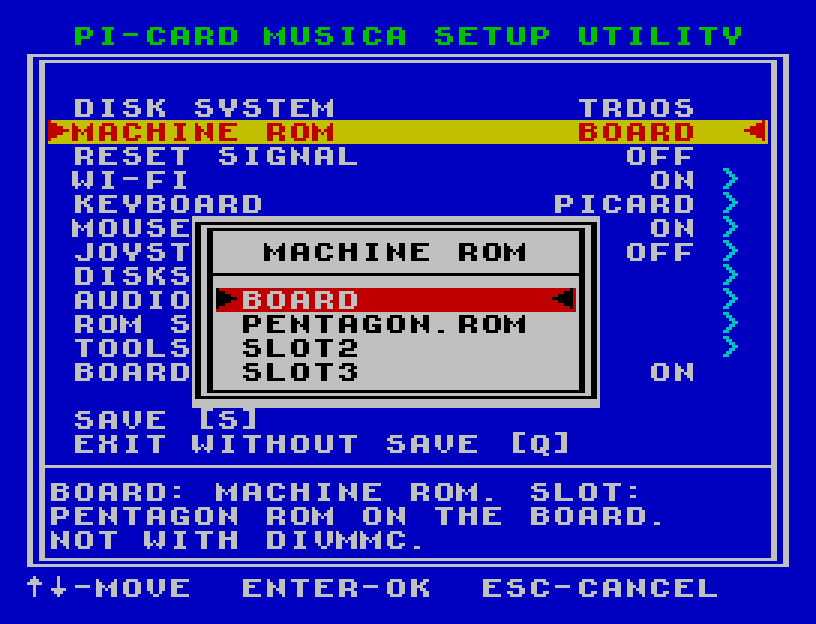 PI-CARD MUSICA SETUP UTILITY
DISK SYSTEM TRDOS
MACHINE ROM BOARD
RESET SIGNAL OFF
WI-FI ON >
KEYBOARD PICARD >
MOUSE ON >
JOYST OFF >
DISKS >
AUDIO >
ROM S >
TOOLS >
BOARD ON
MACHINE ROM
BOARD
PENTAGON.ROM
SLOT2
SLOT3
SAVE [S]
EXIT WITHOUT SAVE [Q]
BOARD: MACHINE ROM. SLOT:
PENTAGON ROM ON THE BOARD.
NOT WITH DIVMMC.
↑↓-MOVE ENTER-OK ESC-CANCEL